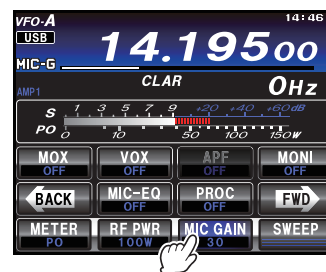 VFO-A 14:46
USB
14.19500
MIC-G
CLAR
AMP1 0Hz
S 1 3 5 7 9 +20 +40 +60dB
PO 0 10 50 100 150W
MOX VOX APF MONI
OFF OFF OFF OFF
BACK MIC-EQ PROC FWD
OFF OFF
METER RF PWR MIC GAIN SWEEP
PO 100W 30